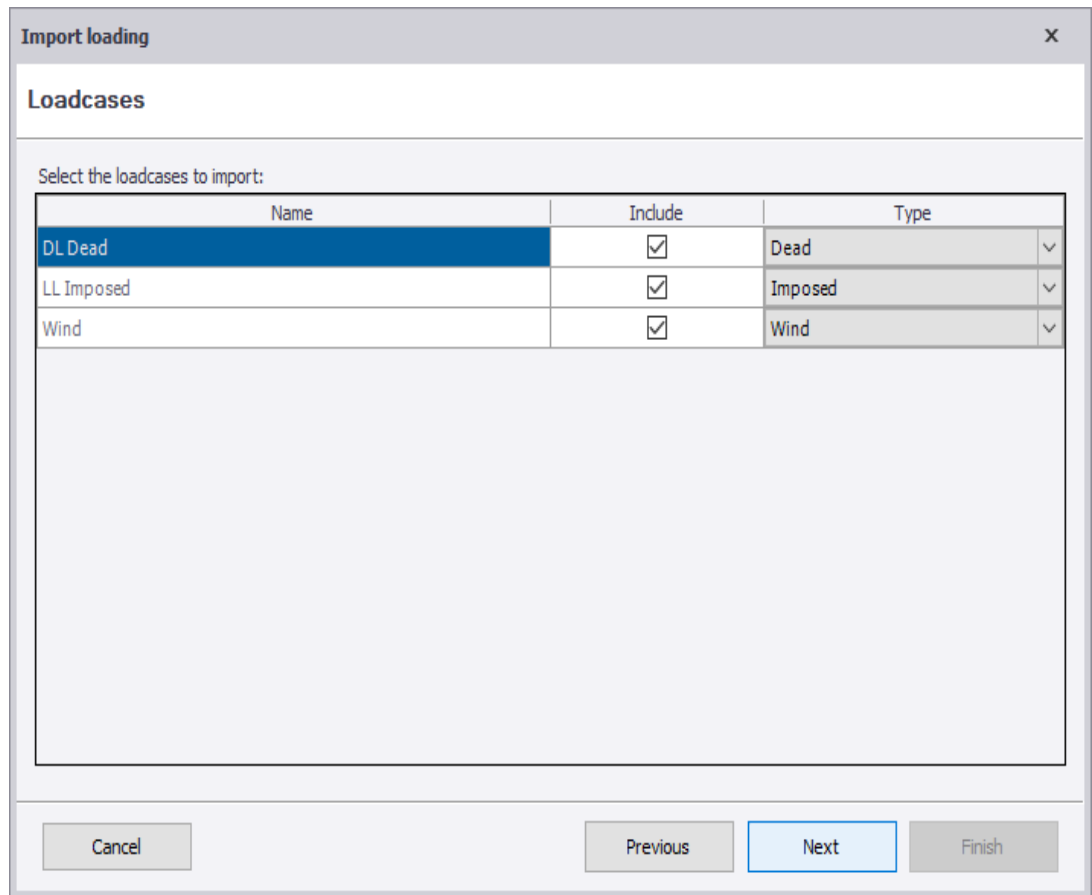 Import loading x
Loadcases
Select the loadcases to import:
Name Include Type
DL Dead Dead
LL Imposed Imposed
Wind Wind
Cancel Previous Next Finish